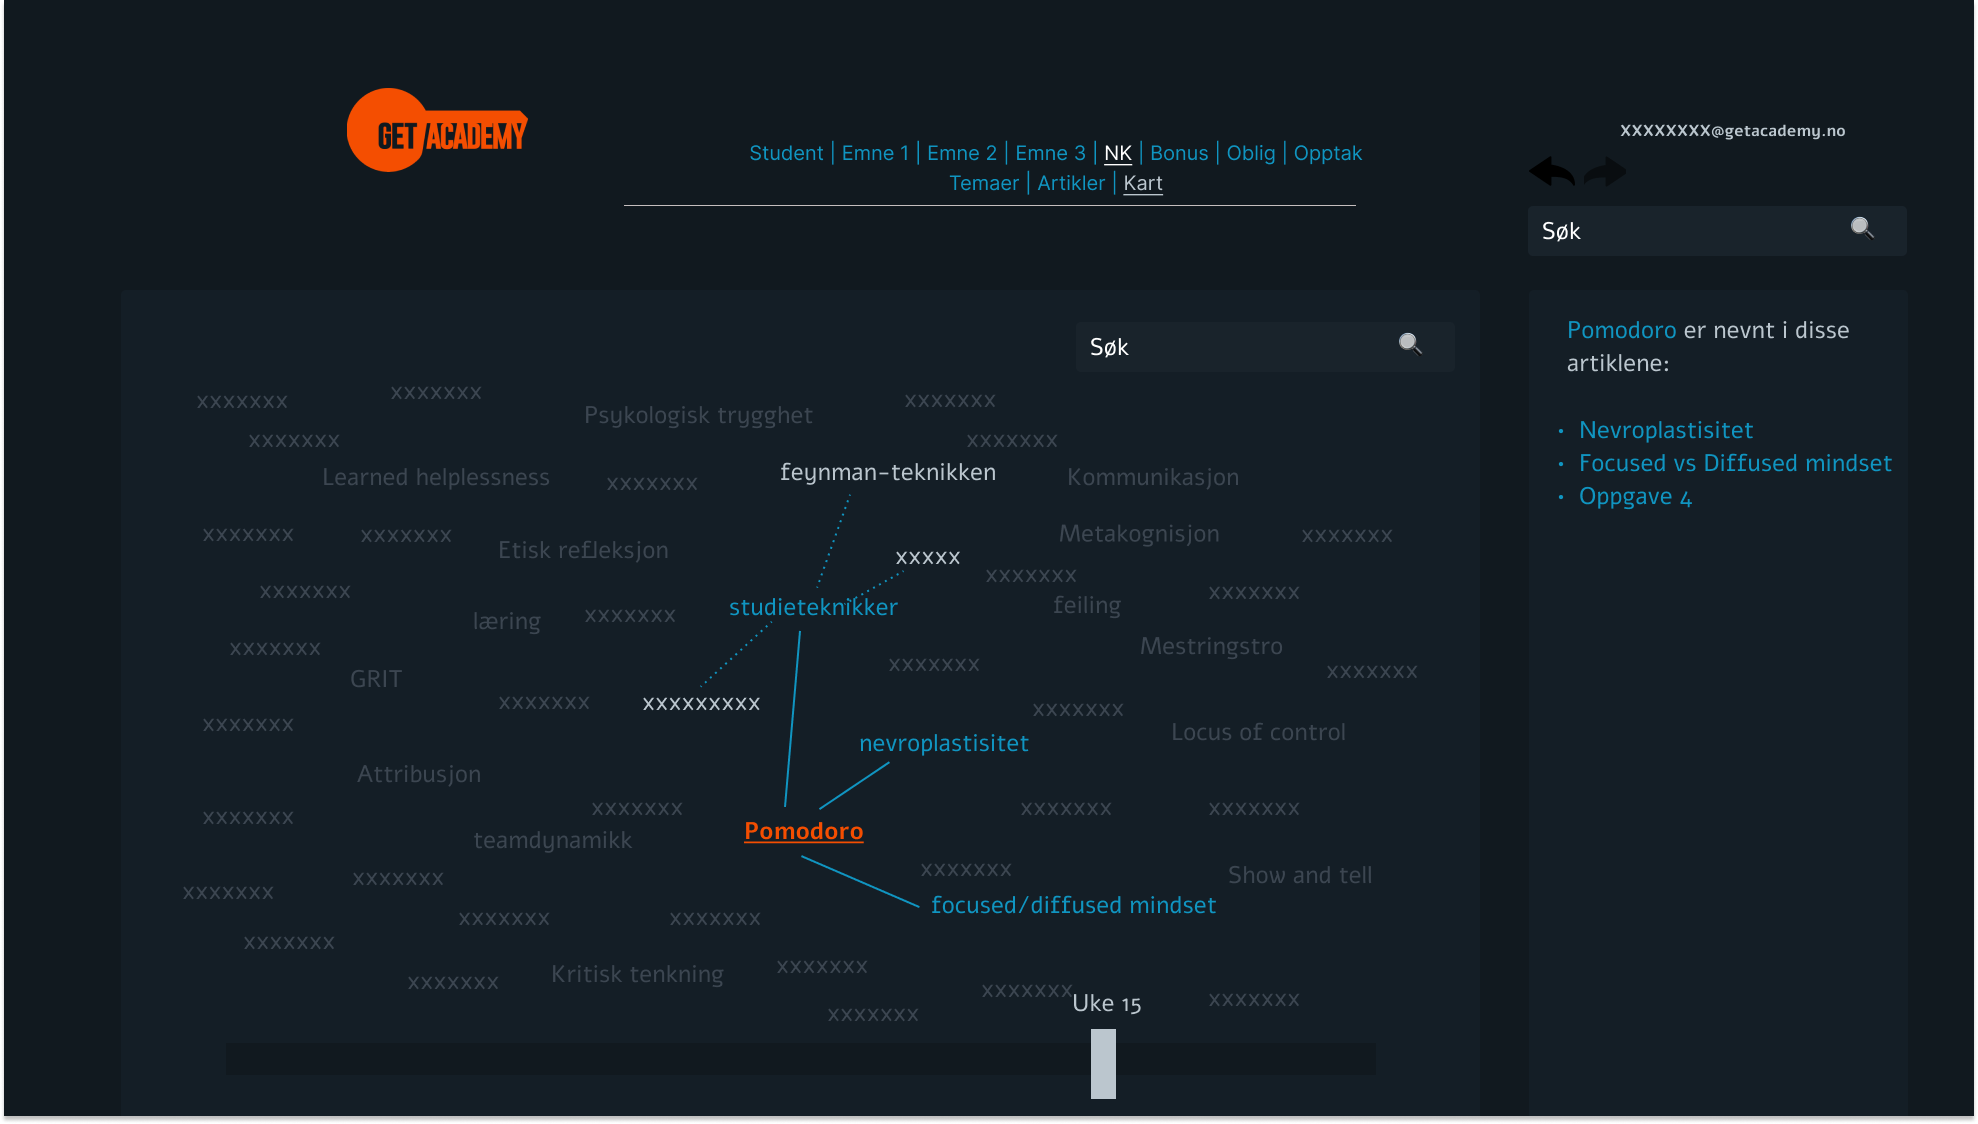 GET ACADEMY
XXXXXXXX@getacademy.no
Student | Emne 1 | Emne 2 | Emne 3 | NK | Bonus | Oblig | Opptak
Temaer | Artikler | Kart
Søk
Søk
xxxxxxx
xxxxxxx
Psykologisk trygghet
xxxxxxx
xxxxxxx
xxxxxxx
Learned helplessness
xxxxxxx
feynman-teknikken
Kommunikasjon
xxxxxxx
xxxxxxx
Etisk refleksjon
Metakognisjon
xxxxxxx
xxxxx
xxxxxxx
xxxxxxx
xxxxxxx
læring
xxxxxxx
studieteknikker
feiling
xxxxxxx
Mestringstro
GRIT
xxxxxxx
xxxxxxx
xxxxxxx
xxxxxxxxx
xxxxxxx
xxxxxxx
Locus of control
nevroplastisitet
Attribusjon
xxxxxxx
xxxxxxx
xxxxxxx
xxxxxxx
teamdynamikk
Pomodoro
xxxxxxx
xxxxxxx
xxxxxxx
Show and tell
xxxxxxx
xxxxxxx
focused/diffused mindset
xxxxxxx
xxxxxxx
Kritisk tenkning
xxxxxxx
xxxxxxx
xxxxxxx
xxxxxxx
Uke 15
Pomodoro er nevnt i disse
artiklene:
• Nevroplastisitet
• Focused vs Diffused mindset
• Oppgave 4